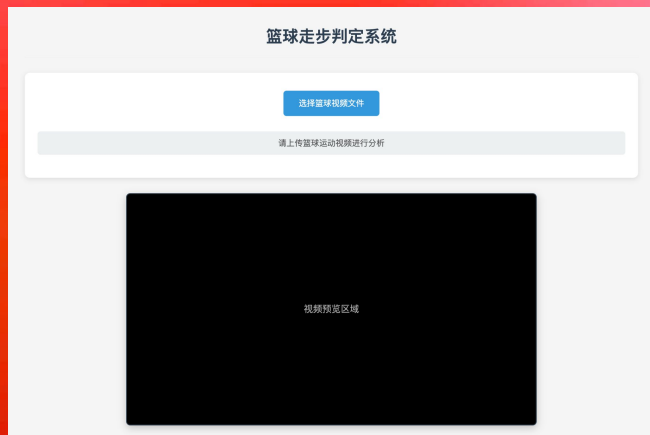 篮球走步判定系统
选择篮球视频文件
请上传篮球运动视频进行分析
视频预览区域